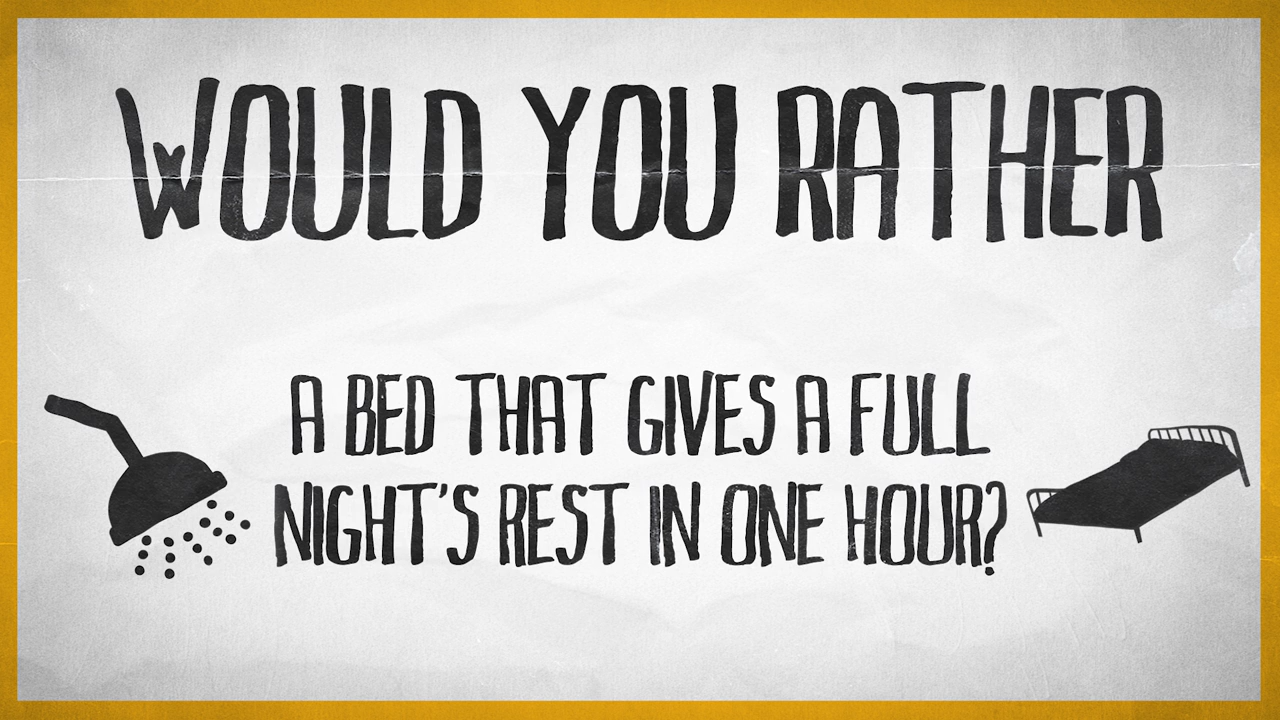 WOULD YOU RATHER
A BED THAT GIVES A FULL
NIGHT'S REST IN ONE HOUR?